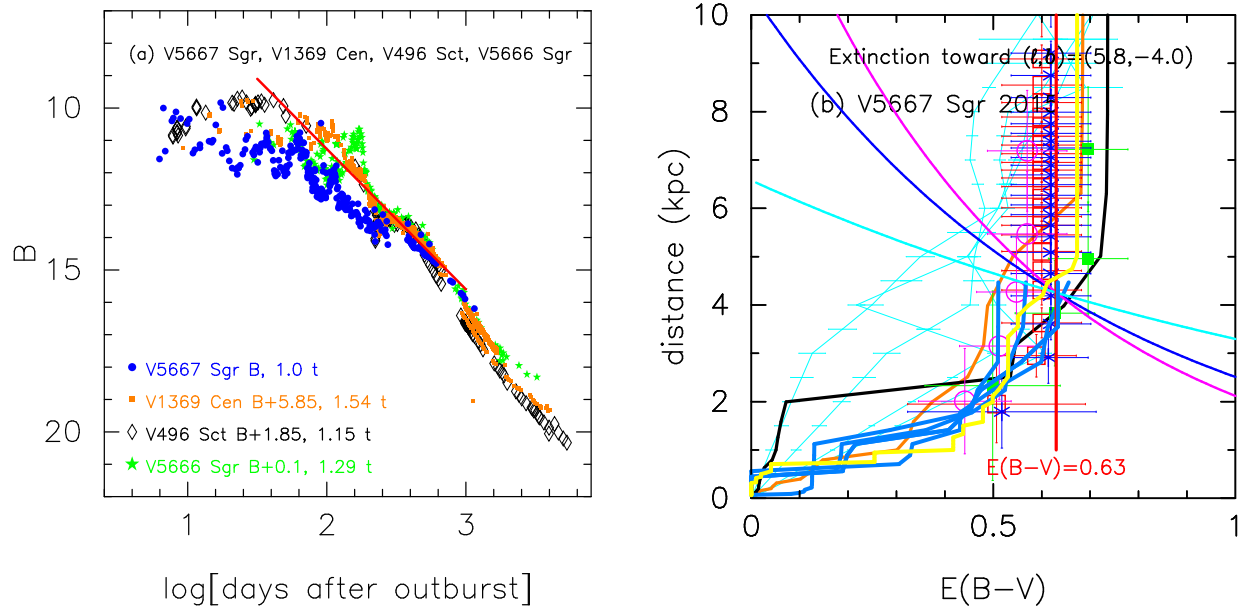 (a) V5667 Sgr, V1369 Cen, V496 Sct, V5666 Sgr
10
15
20
B
V5667 Sgr B, 1.0 t
V1369 Cen B+5.85, 1.54 t
V496 Sct B+1.85, 1.15 t
V5666 Sgr B+0.1, 1.29 t
1 2 3
log[days after outburst]
10
8
6
4
2
0
distance (kpc)
Extinction toward (ℓ,b)=(5.8,−4.0)
(b) V5667 Sgr
E(B−V)=0.63
0 0.5 1
E(B−V)